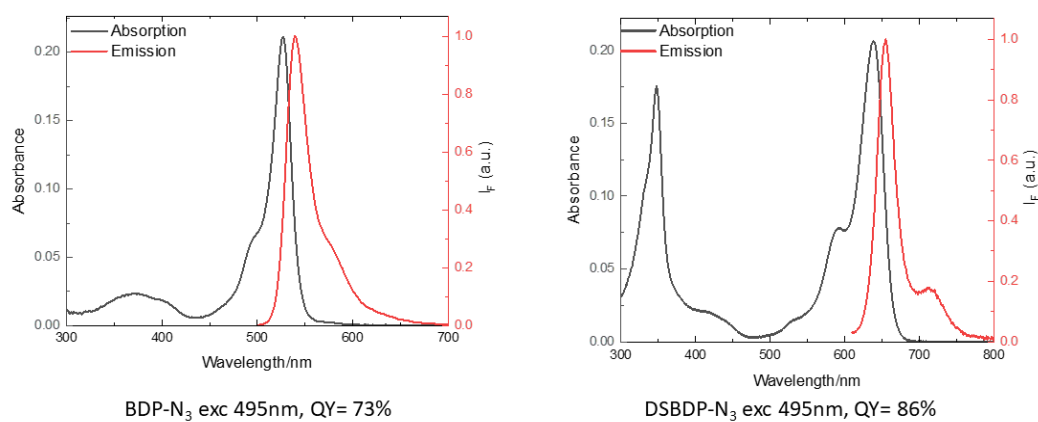 Absorption
Emission
0.20
0.15
0.10
0.05
0.00
Absorbance
1.0
0.8
0.6
0.4
0.2
0.0
I_F (a.u.)
300 400 500 600 700
Wavelength/nm
BDP-N₃ exc 495nm, QY= 73%
Absorption
Emission
0.20
0.15
0.10
0.05
0.00
Absorbance
1.0
0.8
0.6
0.4
0.2
0.0
I_F (a.u.)
300 400 500 600 700 800
Wavelength/nm
DSBDP-N₃ exc 495nm, QY= 86%